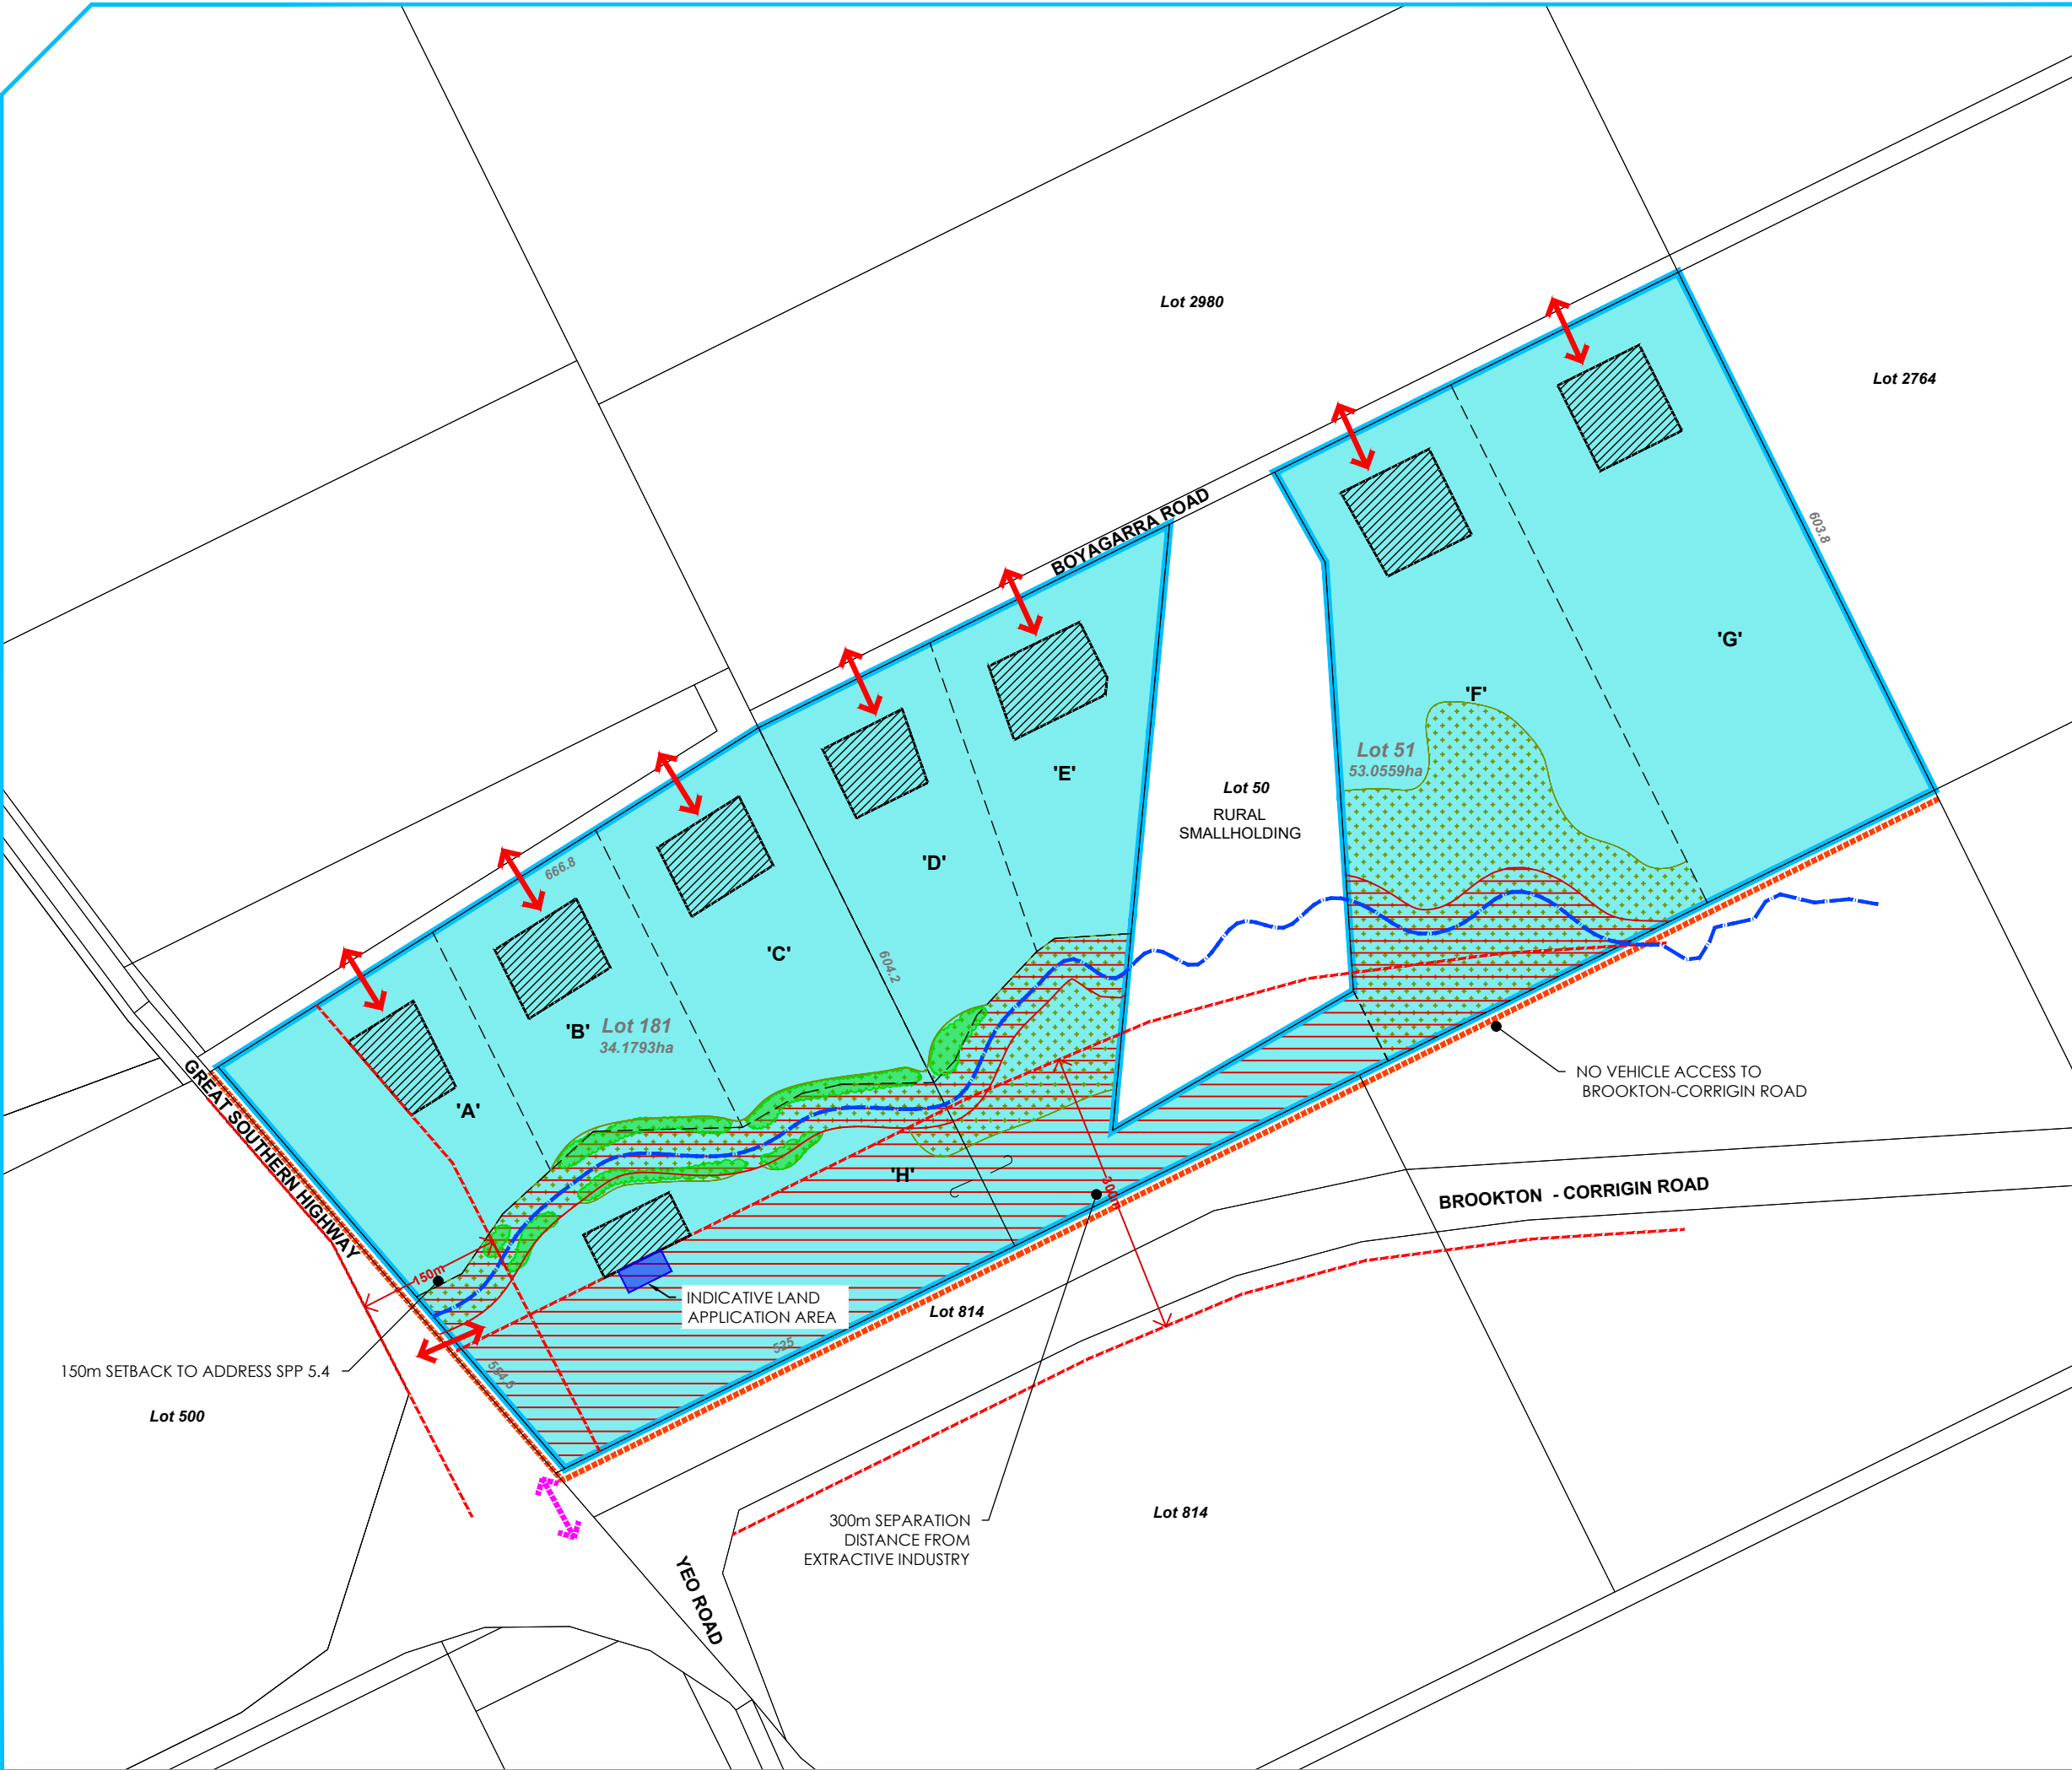 Lot 2980
Lot 2764
BOYAGARRA ROAD
603.8
'G'
'F'
Lot 51
53.0559ha
'E'
Lot 50
RURAL
SMALLHOLDING
'D'
666.8
'C'
604.2
'B'
Lot 181
34.1793ha
'A'
GREAT SOUTHERN HIGHWAY
NO VEHICLE ACCESS TO
BROOKTON-CORRIGIN ROAD
'H'
300m
BROOKTON - CORRIGIN ROAD
150m
INDICATIVE LAND
APPLICATION AREA
Lot 814
525
554.5
150m SETBACK TO ADDRESS SPP 5.4
Lot 500
300m SEPARATION
DISTANCE FROM
EXTRACTIVE INDUSTRY
Lot 814
YEO ROAD